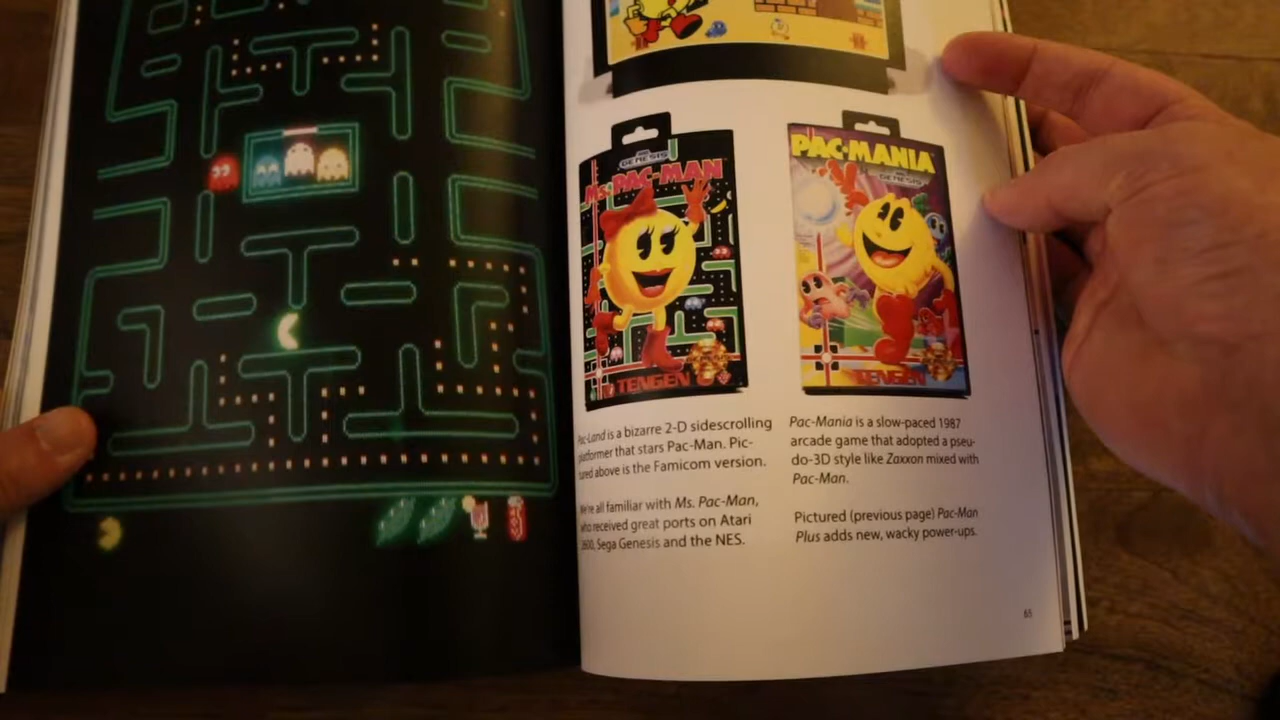 GENESIS
Ms. PAC-MAN
TENGEN
PAC-MANIA
GENESIS
TENGEN
Pac-Land is a bizarre 2-D sidescrolling
platformer that stars Pac-Man. Pic-
tured above is the Famicom version.
We're all familiar with Ms. Pac-Man,
who received great ports on Atari
Sega Genesis and the NES.
Pac-Mania is a slow-paced 1987
arcade game that adopted a pseu-
do-3D style like Zaxxon mixed with
Pac-Man.
Pictured (previous page) Pac-Man
Plus adds new, wacky power-ups.
65